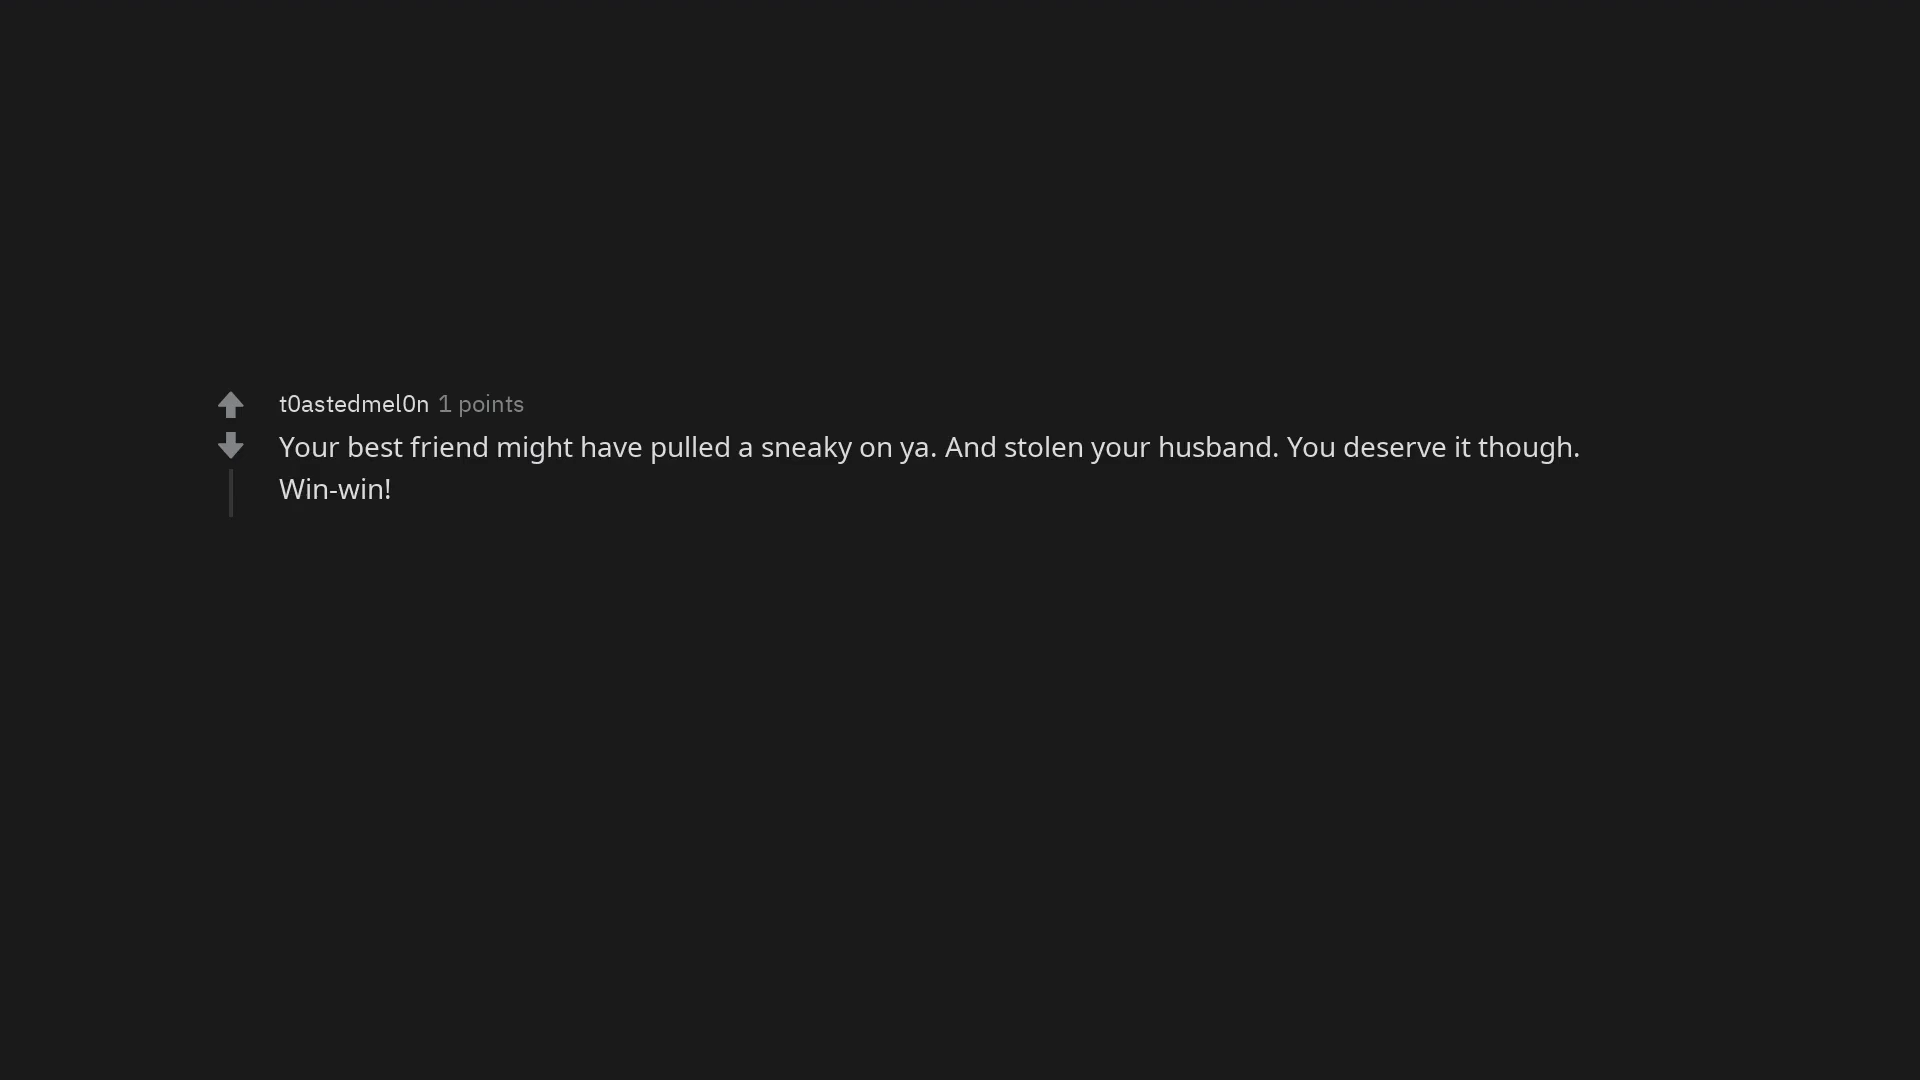 t0astedmel0n 1 points
Your best friend might have pulled a sneaky on ya. And stolen your husband. You deserve it though.
Win-win!